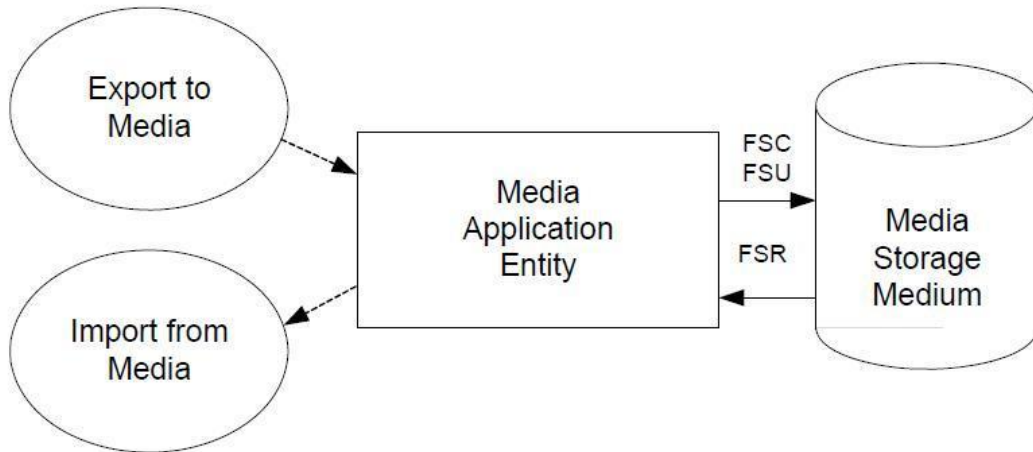 Export to
Media
Media
Application
Entity
FSC
FSU
FSR
Media
Storage
Medium
Import from
Media